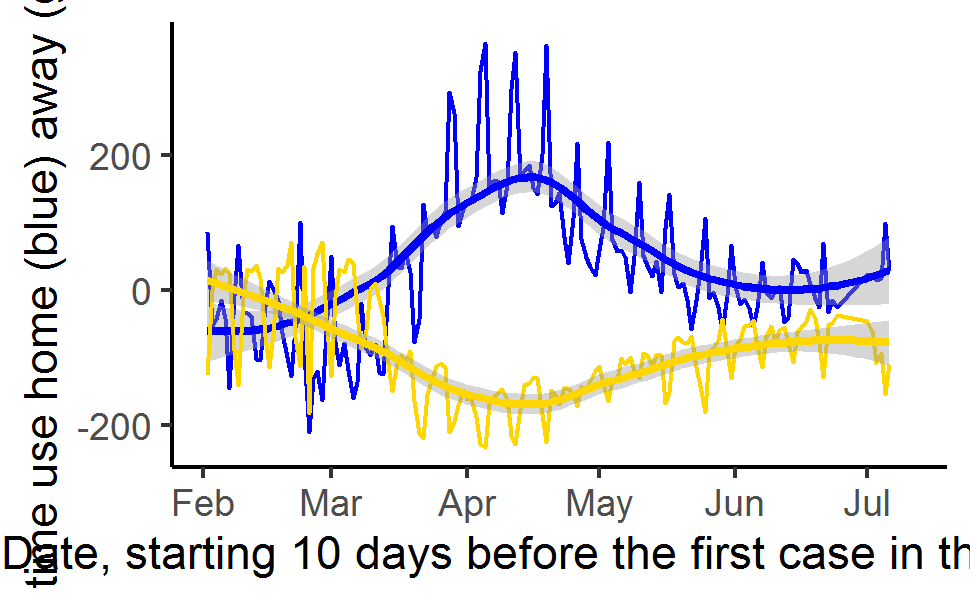 time use home (blue) away (g
200
0
-200
Feb Mar Apr May Jun Jul
Date, starting 10 days before the first case in th